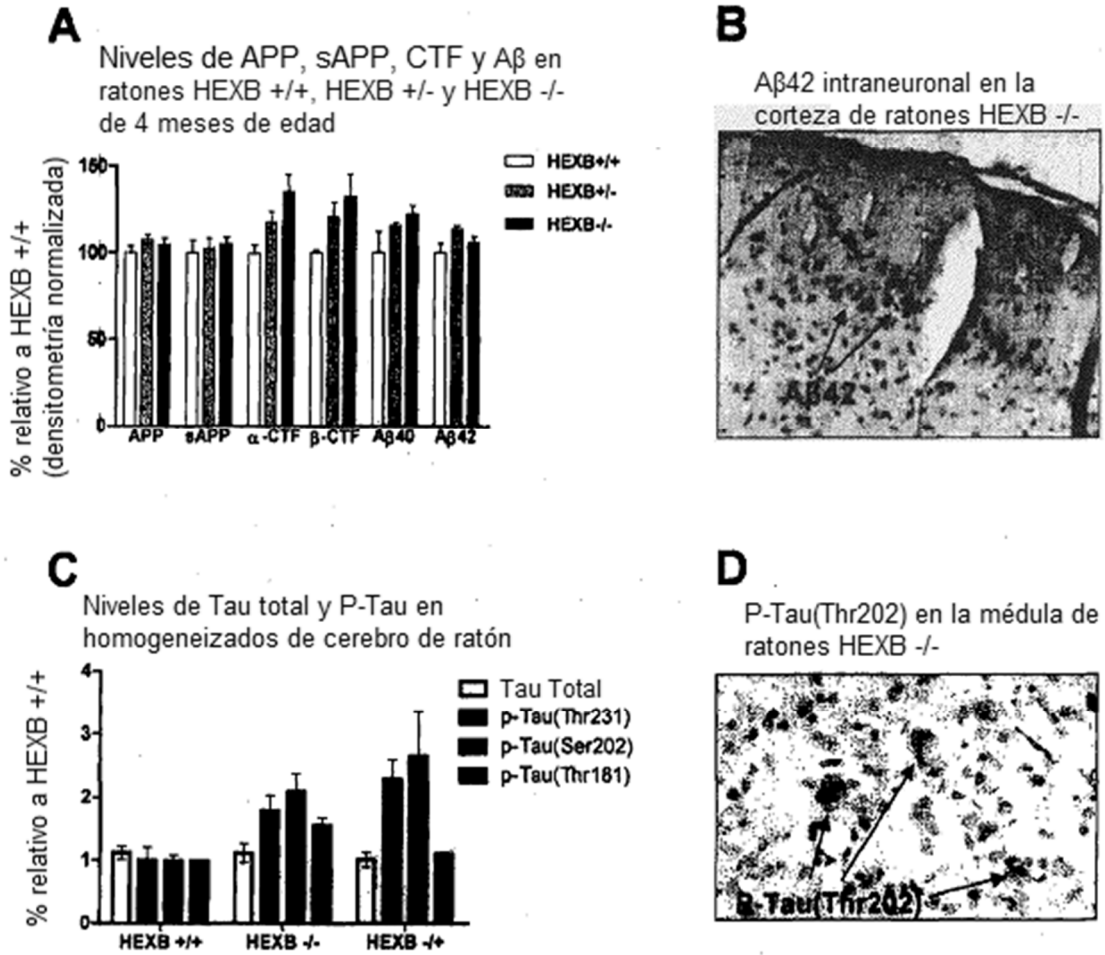 A
Niveles de APP, sAPP, CTF y Aβ en
ratones HEXB +/+, HEXB +/- y HEXB -/-
de 4 meses de edad
% relativo a HEXB +/+
(densitometría normalizada)
150
100
50
0
APP sAPP α-CTF β-CTF Aβ40 Aβ42
HEXB+/+
HEXB+/-
HEXB-/-
B
Aβ42 intraneuronal en la
corteza de ratones HEXB -/-
Aβ42
C
Niveles de Tau total y P-Tau en
homogeneizados de cerebro de ratón
% relativo a HEXB +/+
4
3
2
1
0
HEXB +/+ HEXB -/- HEXB -/+
Tau Total
p-Tau(Thr231)
p-Tau(Ser202)
p-Tau(Thr181)
D
P-Tau(Thr202) en la médula de
ratones HEXB -/-
P-Tau(Thr202)